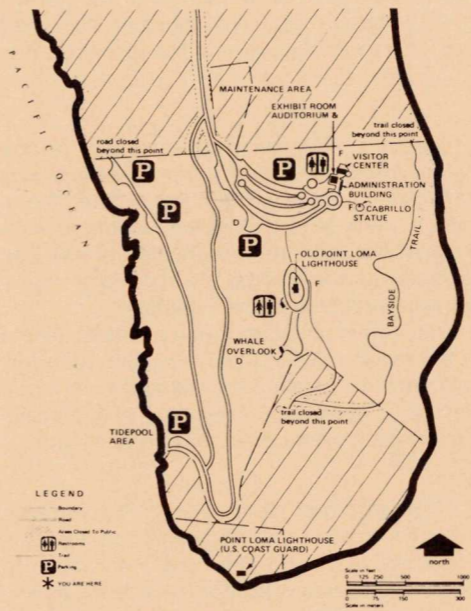 PACIFIC OCEAN
MAINTENANCE AREA
EXHIBIT ROOM
AUDITORIUM &
trail closed
beyond this point
road closed
beyond this point
P
P
F
VISITOR
CENTER
ADMINISTRATION
BUILDING
P
F
CABRILLO
STATUE
D
P
OLD POINT LOMA
LIGHTHOUSE
F
BAYSIDE TRAIL
WHALE
OVERLOOK
D
trail closed
beyond this point
P
TIDEPOOL
AREA
LEGEND
Boundary
Road
Areas Closed To Public
Restrooms
Trail
P Parking
YOU ARE HERE
POINT LOMA LIGHTHOUSE
(U.S. COAST GUARD)
north
Scale in feet
0 125 250 500 1000
0 75 150 300
Scale in meters